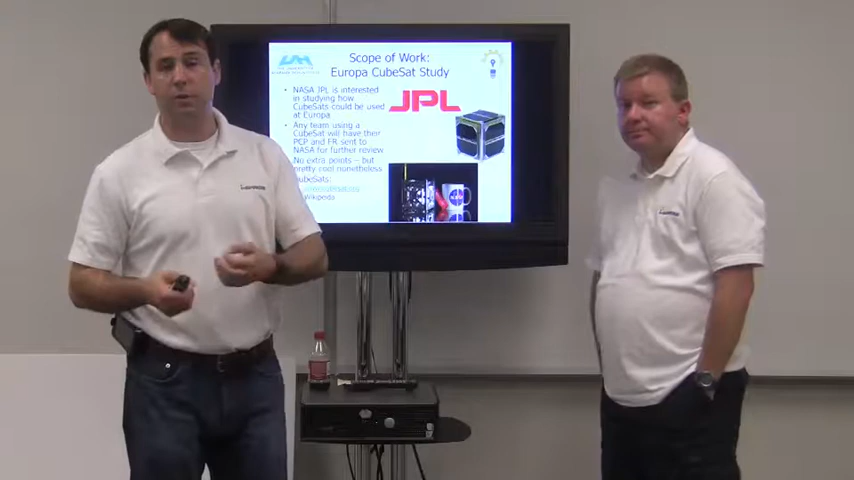 Scope of Work:
Europa CubeSat Study
UAH
• NASA JPL is interested
in studying how
CubeSats could be used
at Europa
• Any team using a
CubeSat will have their
PCP and FR sent to
NASA for further review
No extra points – but
pretty cool nonetheless
CubeSats:
Wikipedia
JPL
NASA